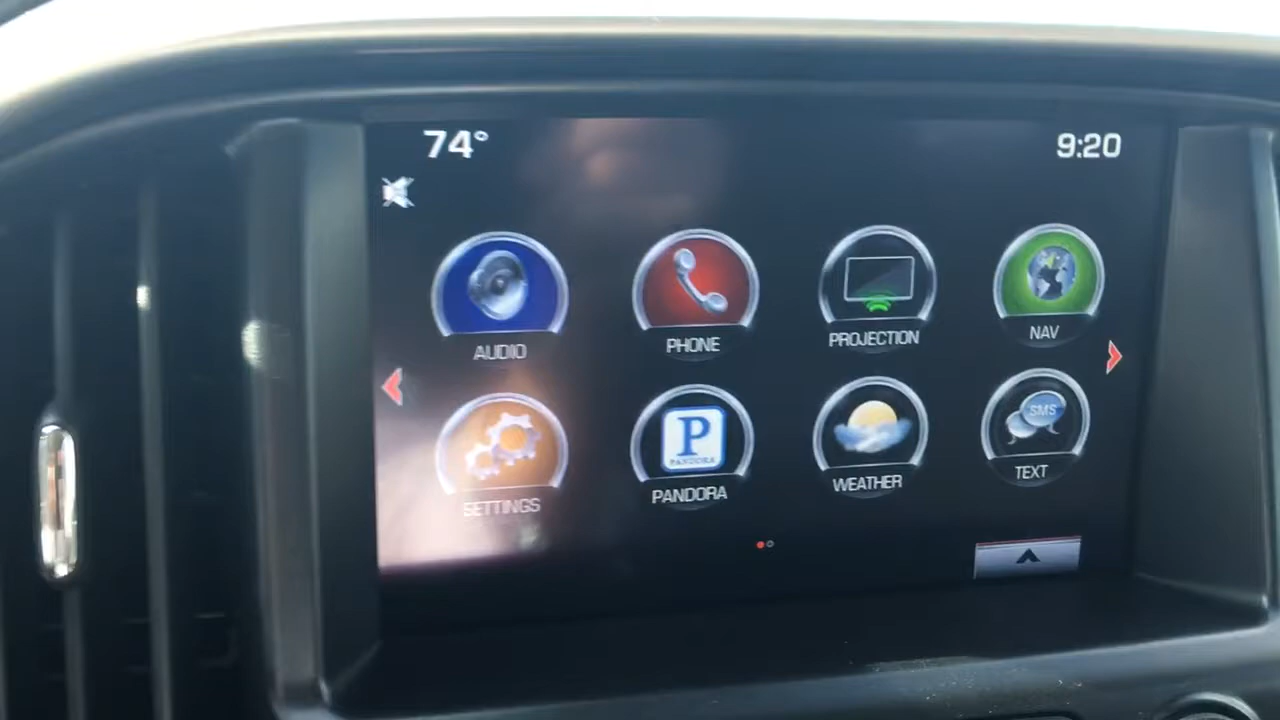 74° 9:20
AUDIO PHONE PROJECTION NAV
SMS
P
PANDORA
SETTINGS PANDORA WEATHER TEXT